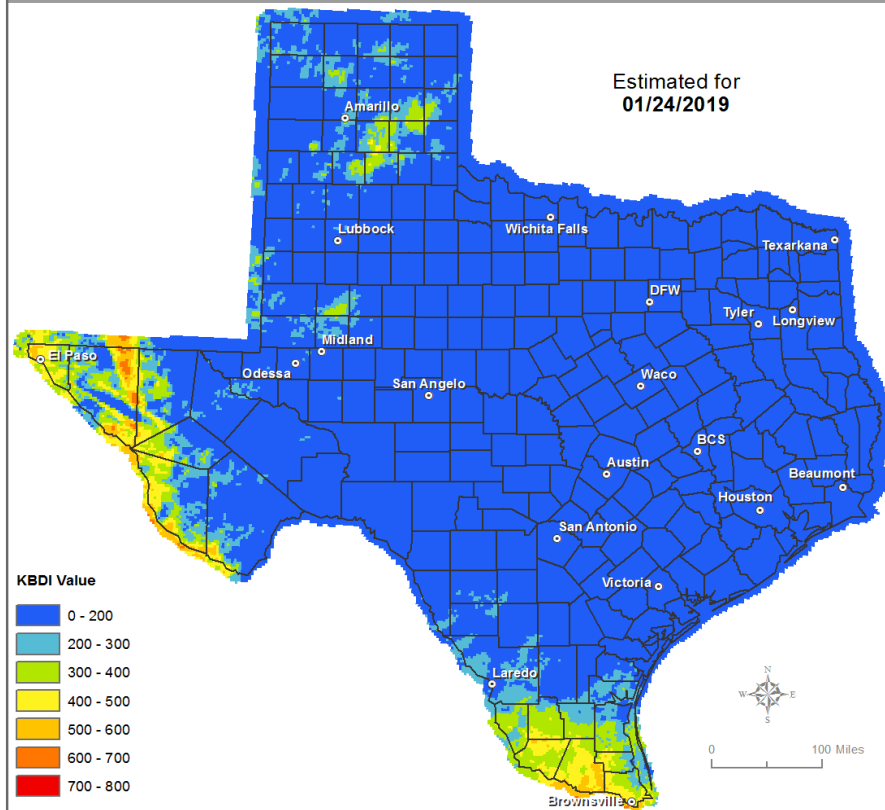 Estimated for
01/24/2019
Amarillo
Lubbock
Wichita Falls
Texarkana
DFW
Tyler
Longview
Midland
El Paso
Odessa
San Angelo
Waco
BCS
Austin
Beaumont
Houston
San Antonio
Victoria
Laredo
Brownsville
KBDI Value
0 - 200
200 - 300
300 - 400
400 - 500
500 - 600
600 - 700
700 - 800
N
W E
S
0 100 Miles